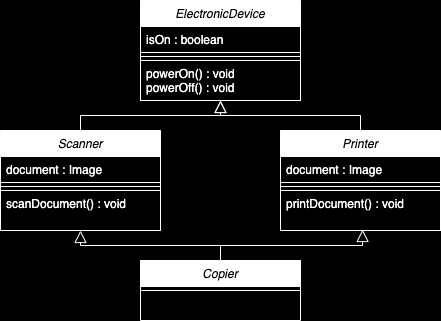 ElectronicDevice
isOn : boolean
powerOn() : void
powerOff() : void
Scanner
document : Image
scanDocument() : void
Printer
document : Image
printDocument() : void
Copier